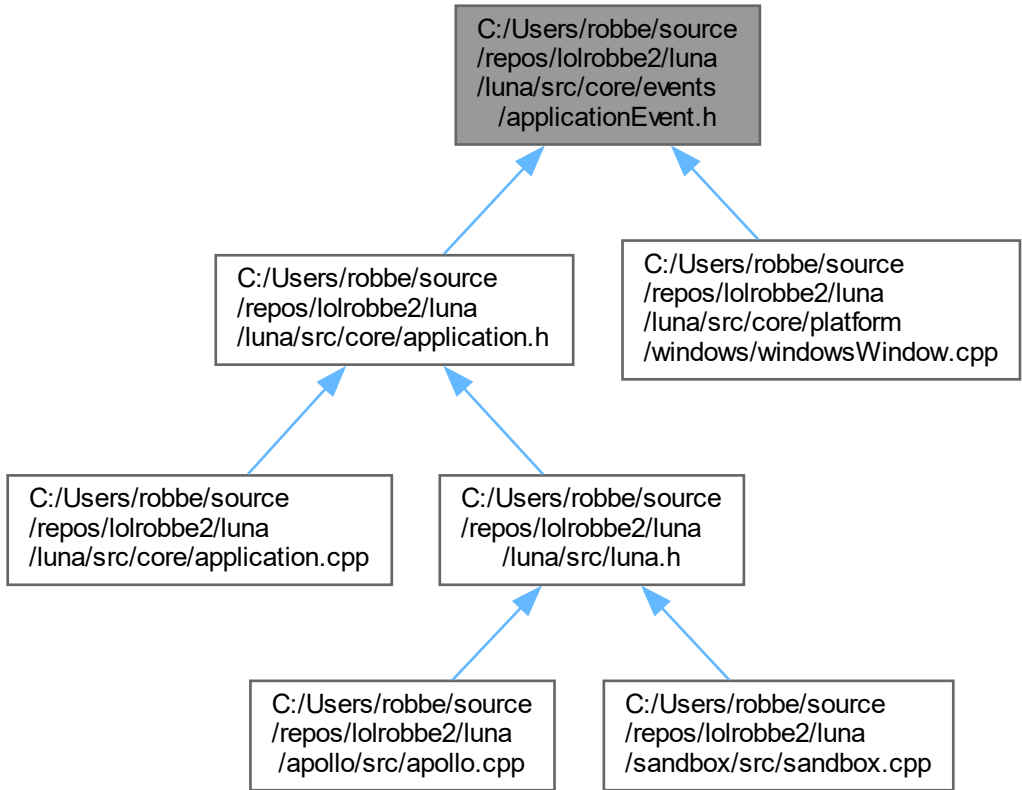 C:/Users/robbe/source
/repos/lolrobbe2/luna
/luna/src/core/events
/applicationEvent.h
C:/Users/robbe/source
/repos/lolrobbe2/luna
/luna/src/core/application.h
C:/Users/robbe/source
/repos/lolrobbe2/luna
/luna/src/core/platform
/windows/windowsWindow.cpp
C:/Users/robbe/source
/repos/lolrobbe2/luna
/luna/src/core/application.cpp
C:/Users/robbe/source
/repos/lolrobbe2/luna
/luna/src/luna.h
C:/Users/robbe/source
/repos/lolrobbe2/luna
/apollo/src/apollo.cpp
C:/Users/robbe/source
/repos/lolrobbe2/luna
/sandbox/src/sandbox.cpp